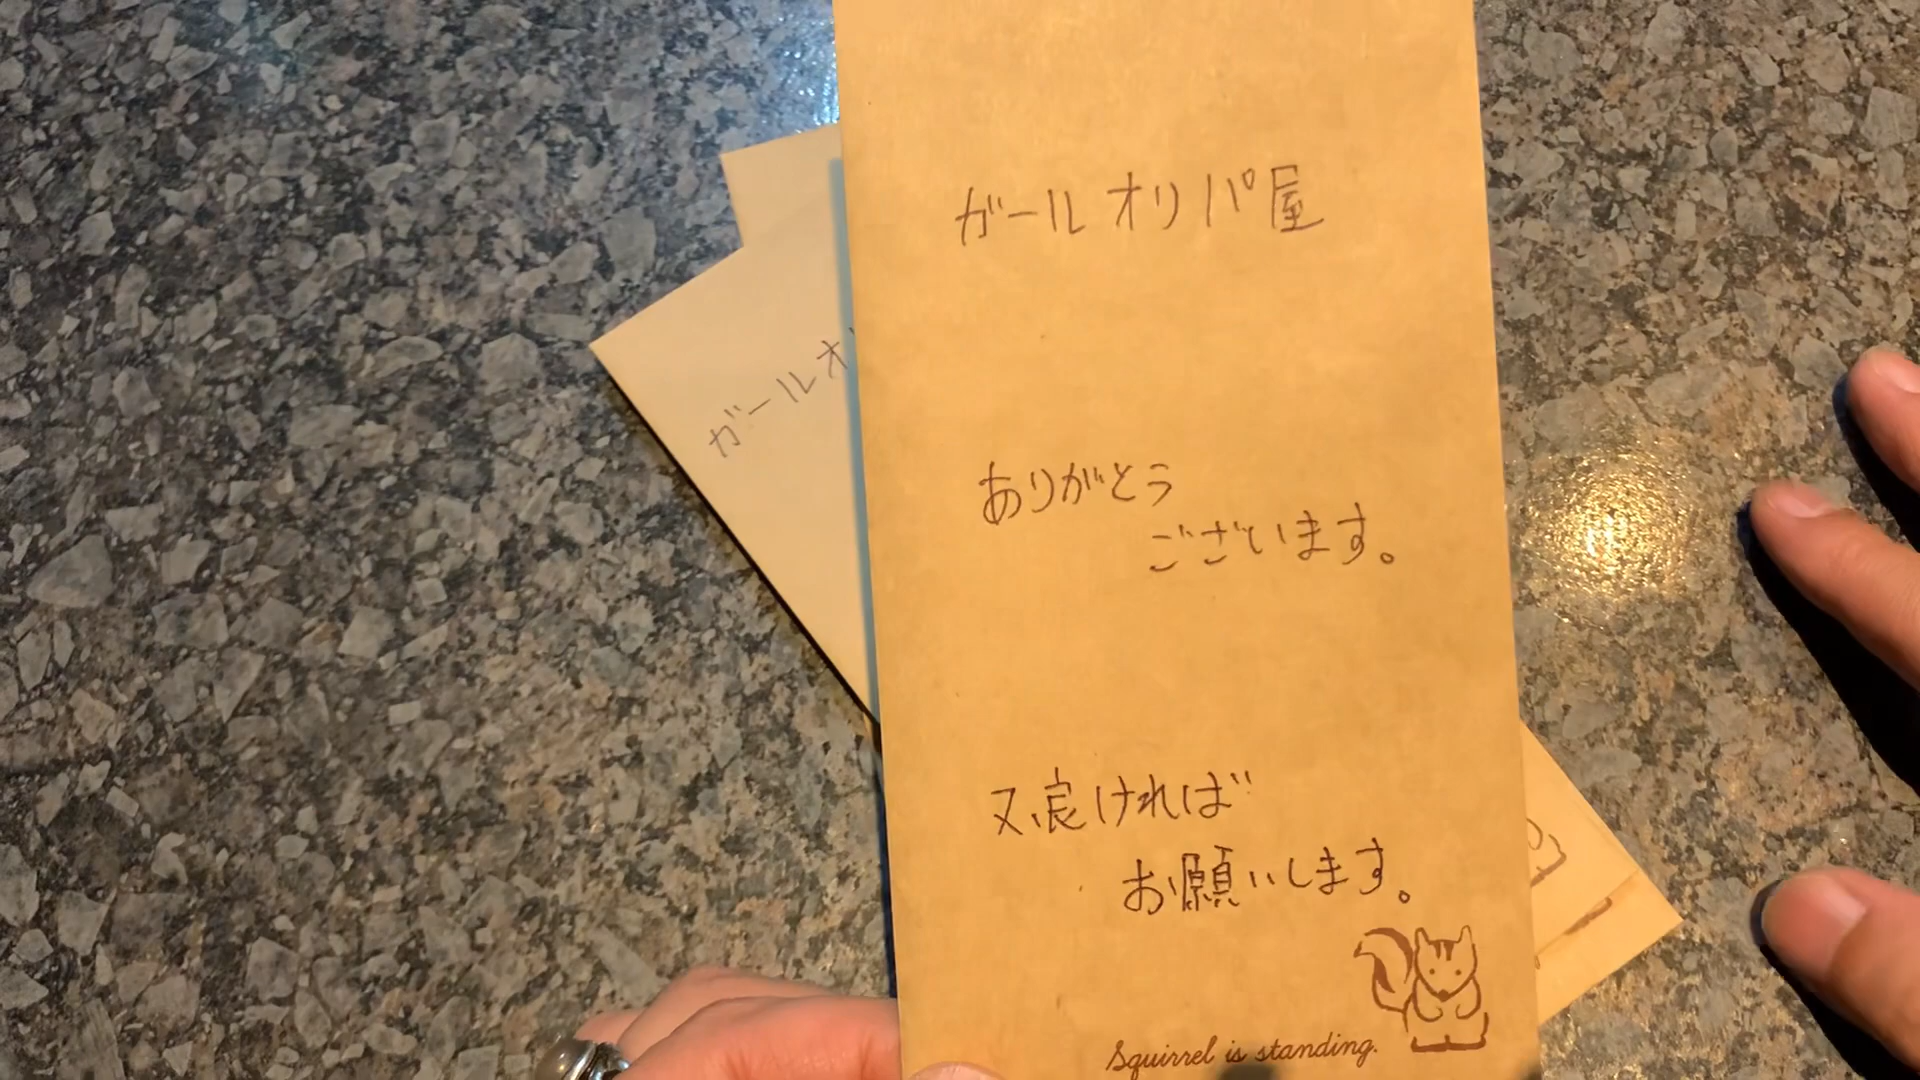 ガールオリパ屋
ありがとう
ございます。
又、良ければ
お願いします。
Squirrel is standing.
ガールオ